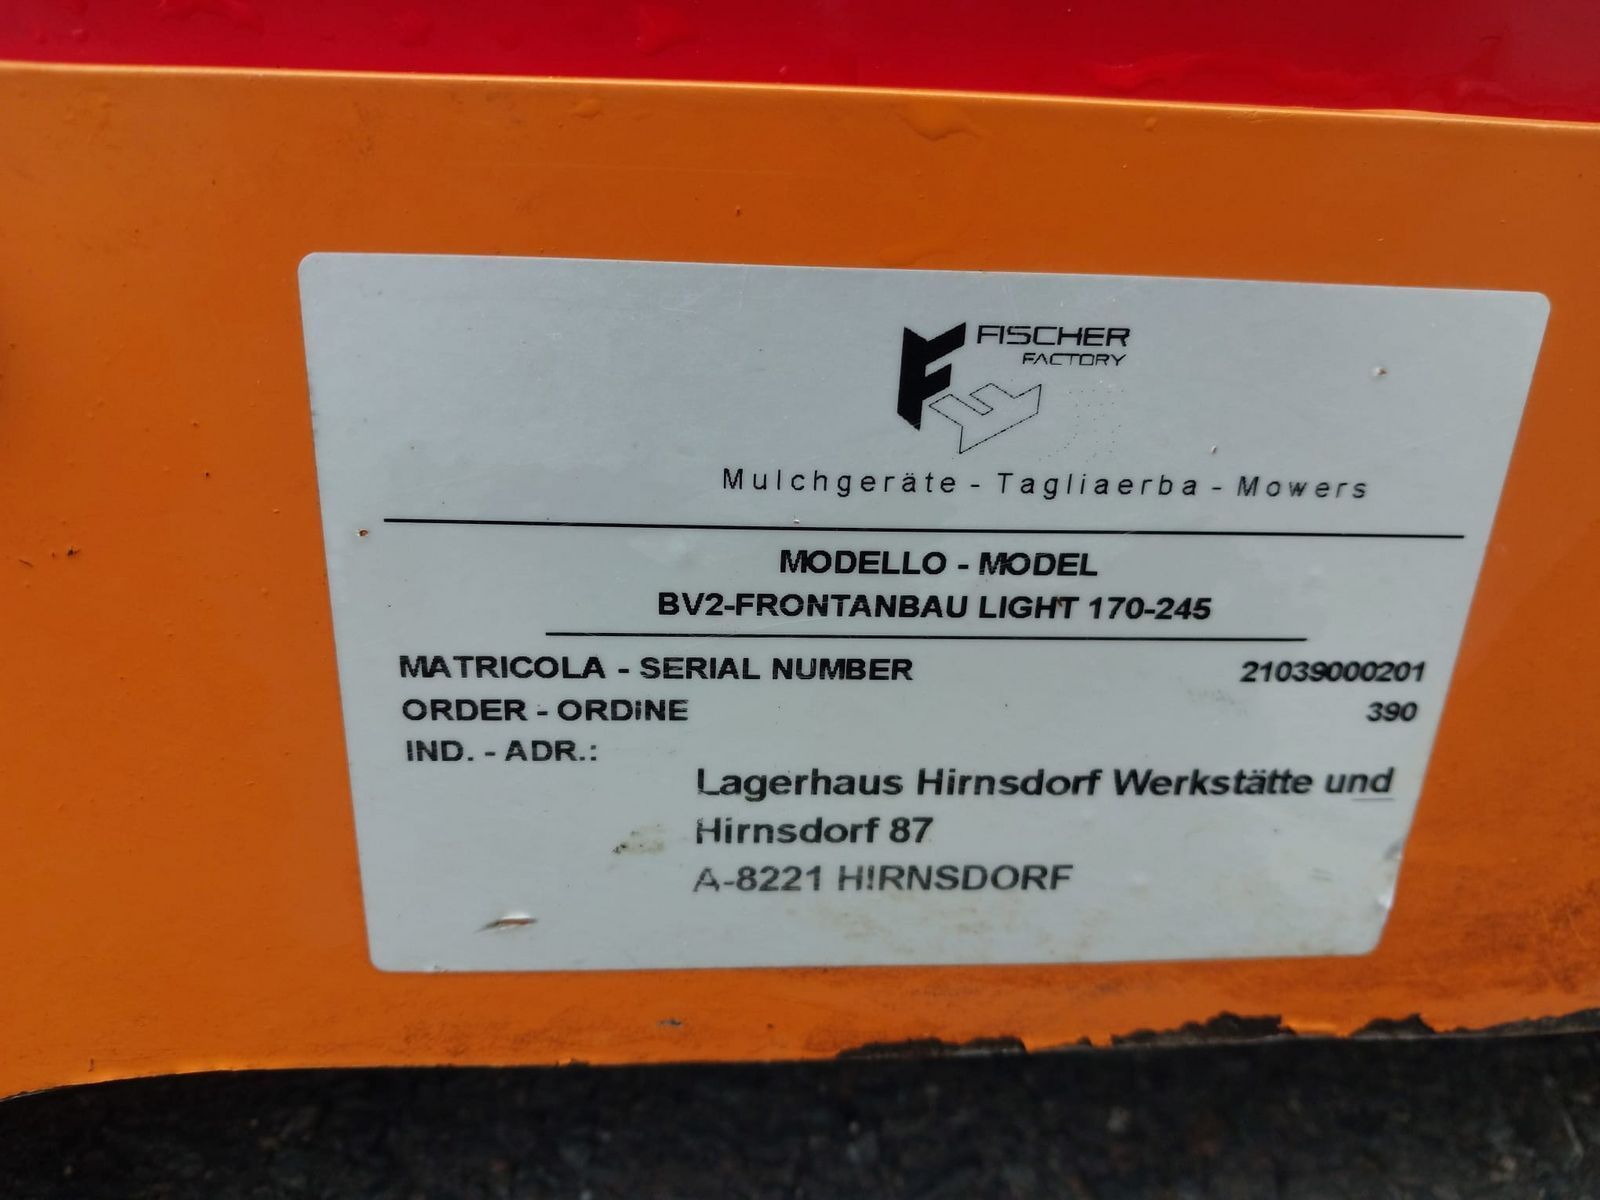 FISCHER
FACTORY
Mulchgeräte - Tagliaerba - Mowers
MODELLO - MODEL
BV2-FRONTANBAU LIGHT 170-245
MATRICOLA - SERIAL NUMBER 21039000201
ORDER - ORDiNE 390
IND. - ADR.:
Lagerhaus Hirnsdorf Werkstätte und
Hirnsdorf 87
A-8221 HIRNSDORF